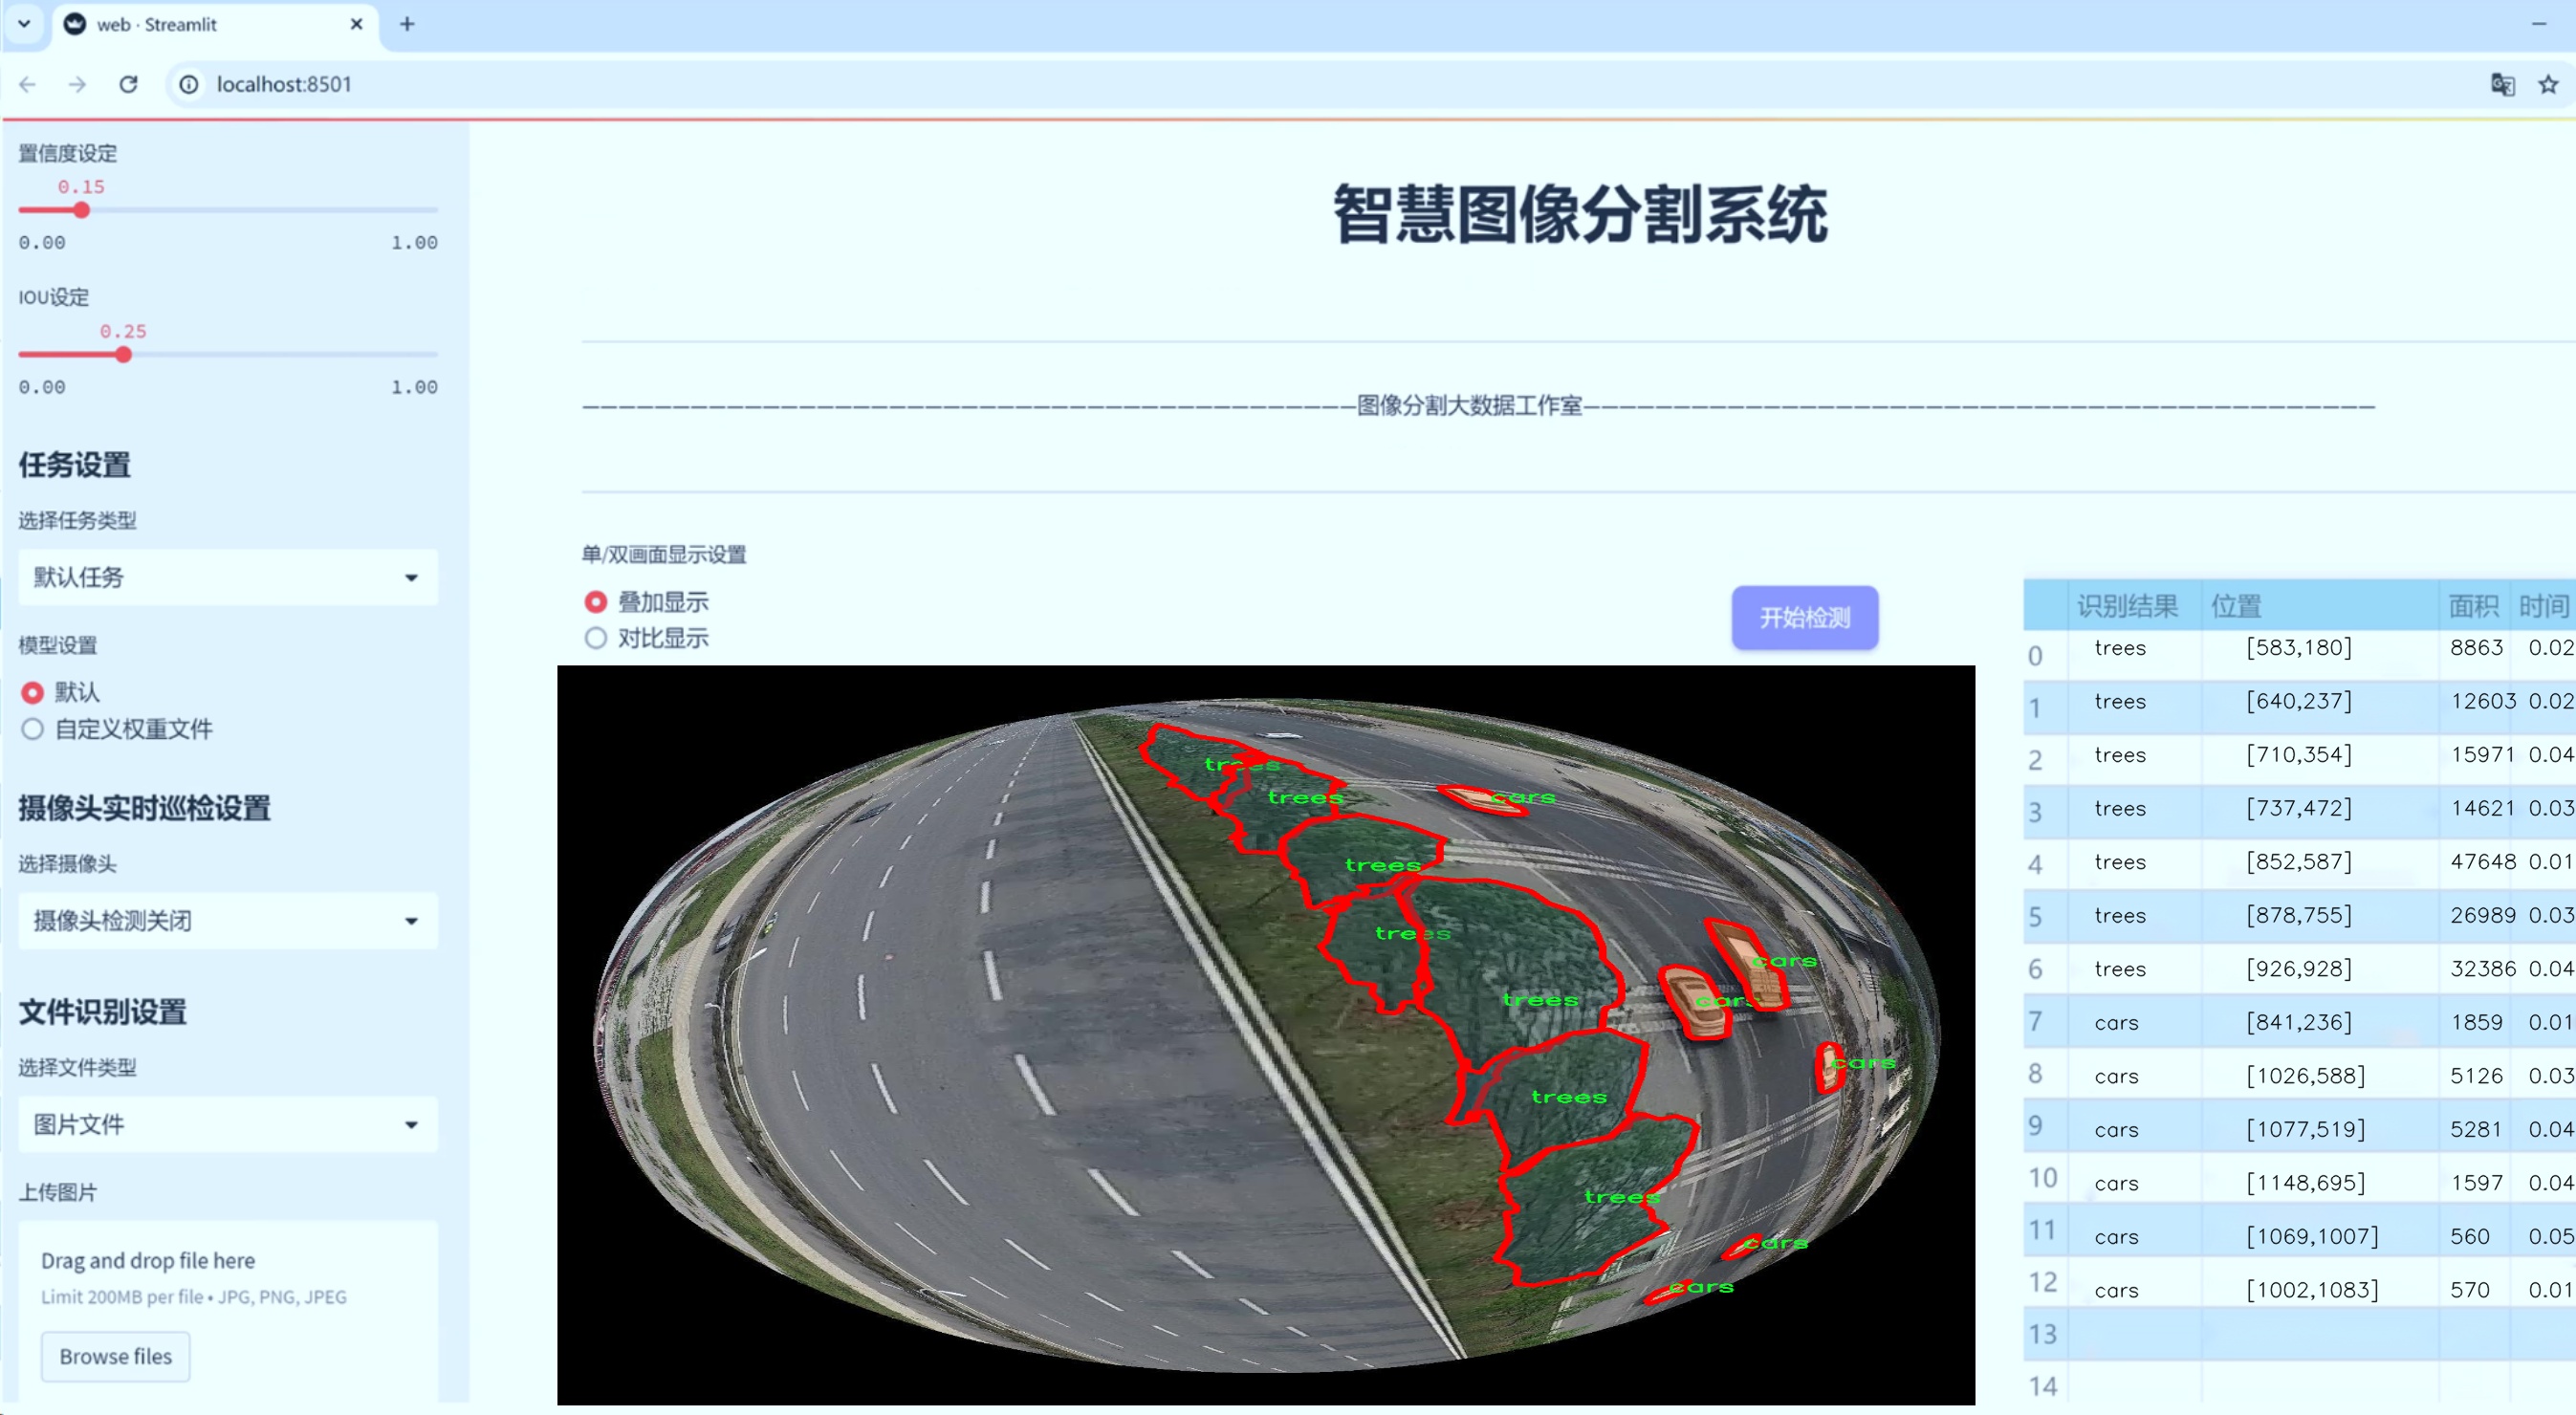 web · Streamlit
localhost:8501
置信度设定
0.15
0.00 1.00
IOU设定
0.25
0.00 1.00
任务设置
选择任务类型
默认任务
模型设置
默认
自定义权重文件
摄像头实时巡检设置
选择摄像头
摄像头检测关闭
文件识别设置
选择文件类型
图片文件
上传图片
Drag and drop file here
Limit 200MB per file • JPG, PNG, JPEG
Browse files
智慧图像分割系统
图像分割大数据工作室
单/双画面显示设置
叠加显示
对比显示
开始检测
trees
trees
cars
trees
trees
cars
trees
cars
cars
trees
trees
cars
cars
识别结果 位置 面积 时间
0 trees [583,180] 8863 0.02
1 trees [640,237] 12603 0.02
2 trees [710,354] 15971 0.04
3 trees [737,472] 14621 0.03
4 trees [852,587] 47648 0.01
5 trees [878,755] 26989 0.03
6 trees [926,928] 32386 0.04
7 cars [841,236] 1859 0.01
8 cars [1026,588] 5126 0.03
9 cars [1077,519] 5281 0.04
10 cars [1148,695] 1597 0.04
11 cars [1069,1007] 560 0.05
12 cars [1002,1083] 570 0.01
13
14